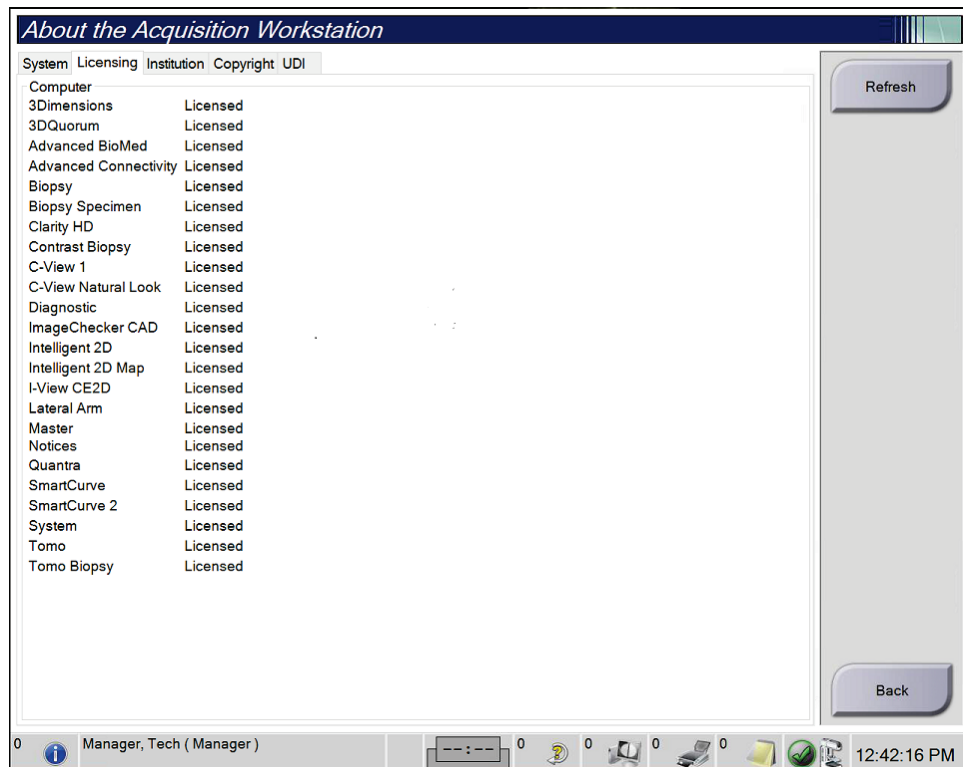 About the Acquisition Workstation
System Licensing Institution Copyright UDI
Refresh
Computer
3Dimensions Licensed
3DQuorum Licensed
Advanced BioMed Licensed
Advanced Connectivity Licensed
Biopsy Licensed
Biopsy Specimen Licensed
Clarity HD Licensed
Contrast Biopsy Licensed
C-View 1 Licensed
C-View Natural Look Licensed
Diagnostic Licensed
ImageChecker CAD Licensed
Intelligent 2D Licensed
Intelligent 2D Map Licensed
I-View CE2D Licensed
Lateral Arm Licensed
Master Licensed
Notices Licensed
Quantra Licensed
SmartCurve Licensed
SmartCurve 2 Licensed
System Licensed
Tomo Licensed
Tomo Biopsy Licensed
Back
0 Manager, Tech ( Manager ) --:-- 0 0 0 0 12:42:16 PM